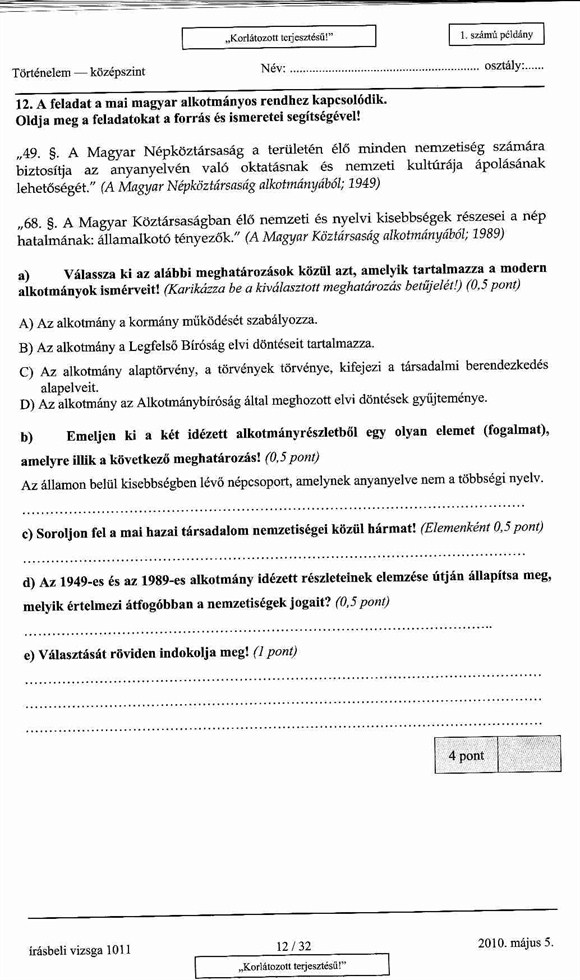 „Korlátozott terjesztésű!”
1. számú példány
Történelem — középszint
Név: ........................................................ osztály:......
12. A feladat a mai magyar alkotmányos rendhez kapcsolódik.
Oldja meg a feladatokat a forrás és ismeretei segítségével!
„49. §. A Magyar Népköztársaság a területén élő minden nemzetiség számára
biztosítja az anyanyelvén való oktatásnak és nemzeti kultúrája ápolásának
lehetőségét.” (A Magyar Népköztársaság alkotmányából; 1949)
„68. §. A Magyar Köztársaságban élő nemzeti és nyelvi kisebbségek részesei a nép
hatalmának: államalkotó tényezők.” (A Magyar Köztársaság alkotmányából; 1989)
a) Válassza ki az alábbi meghatározások közül azt, amelyik tartalmazza a modern
alkotmányok ismérveit! (Karikázza be a kiválasztott meghatározás betűjelét!) (0,5 pont)
A) Az alkotmány a kormány működését szabályozza.
B) Az alkotmány a Legfelső Bíróság elvi döntéseit tartalmazza.
C) Az alkotmány alaptörvény, a törvények törvénye, kifejezi a társadalmi berendezkedés
alapelveit.
D) Az alkotmány az Alkotmánybíróság által meghozott elvi döntések gyűjteménye.
b) Emeljen ki a két idézett alkotmányrészletből egy olyan elemet (fogalmat),
amelyre illik a következő meghatározás! (0,5 pont)
Az államon belül kisebbségben lévő népcsoport, amelynek anyanyelve nem a többségi nyelv.
c) Soroljon fel a mai hazai társadalom nemzetiségei közül hármat! (Elemenként 0,5 pont)
d) Az 1949-es és az 1989-es alkotmány idézett részleteinek elemzése útján állapítsa meg,
melyik értelmezi átfogóbban a nemzetiségek jogait? (0,5 pont)
e) Választását röviden indokolja meg! (1 pont)
4 pont
írásbeli vizsga 1011
12 / 32
2010. május 5.
„Korlátozott terjesztésű!”